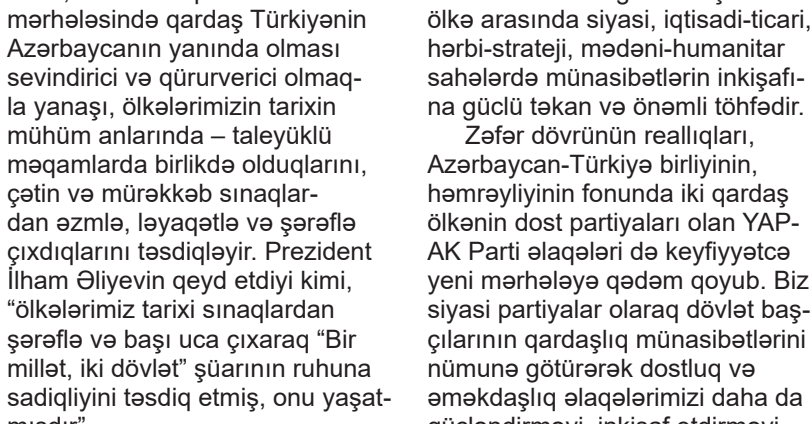 mərhələsində qardaş Türkiyənin
Azərbaycanın yanında olması
sevindirici və qürurverici olmaq-
la yanaşı, ölkələrimizin tarixin
mühüm anlarında – taleyüklü
məqamlarda birlikdə olduqlarını,
çətin və mürəkkəb sınaqlar-
dan əzmlə, ləyaqətlə və şərəflə
çıxdıqlarını təsdiqləyir. Prezident
İlham Əliyevin qeyd etdiyi kimi,
“ölkələrimiz tarixi sınaqlardan
şərəflə və başı uca çıxaraq “Bir
millət, iki dövlət” şüarının ruhuna
sadiqliyini təsdiq etmiş, onu yaşat-
ölkə arasında siyasi, iqtisadi-ticari,
hərbi-strateji, mədəni-humanitar
sahələrdə münasibətlərin inkişafı-
na güclü təkan və önəmli töhfədir.
Zəfər dövrünün reallıqları,
Azərbaycan-Türkiyə birliyinin,
həmrəyliyinin fonunda iki qardaş
ölkənin dost partiyaları olan YAP-
AK Parti əlaqələri də keyfiyyətcə
yeni mərhələyə qədəm qoyub. Biz
siyasi partiyalar olaraq dövlət baş-
çılarının qardaşlıq münasibətlərini
nümunə götürərək dostluq və
əməkdaşlıq əlaqələrimizi daha da